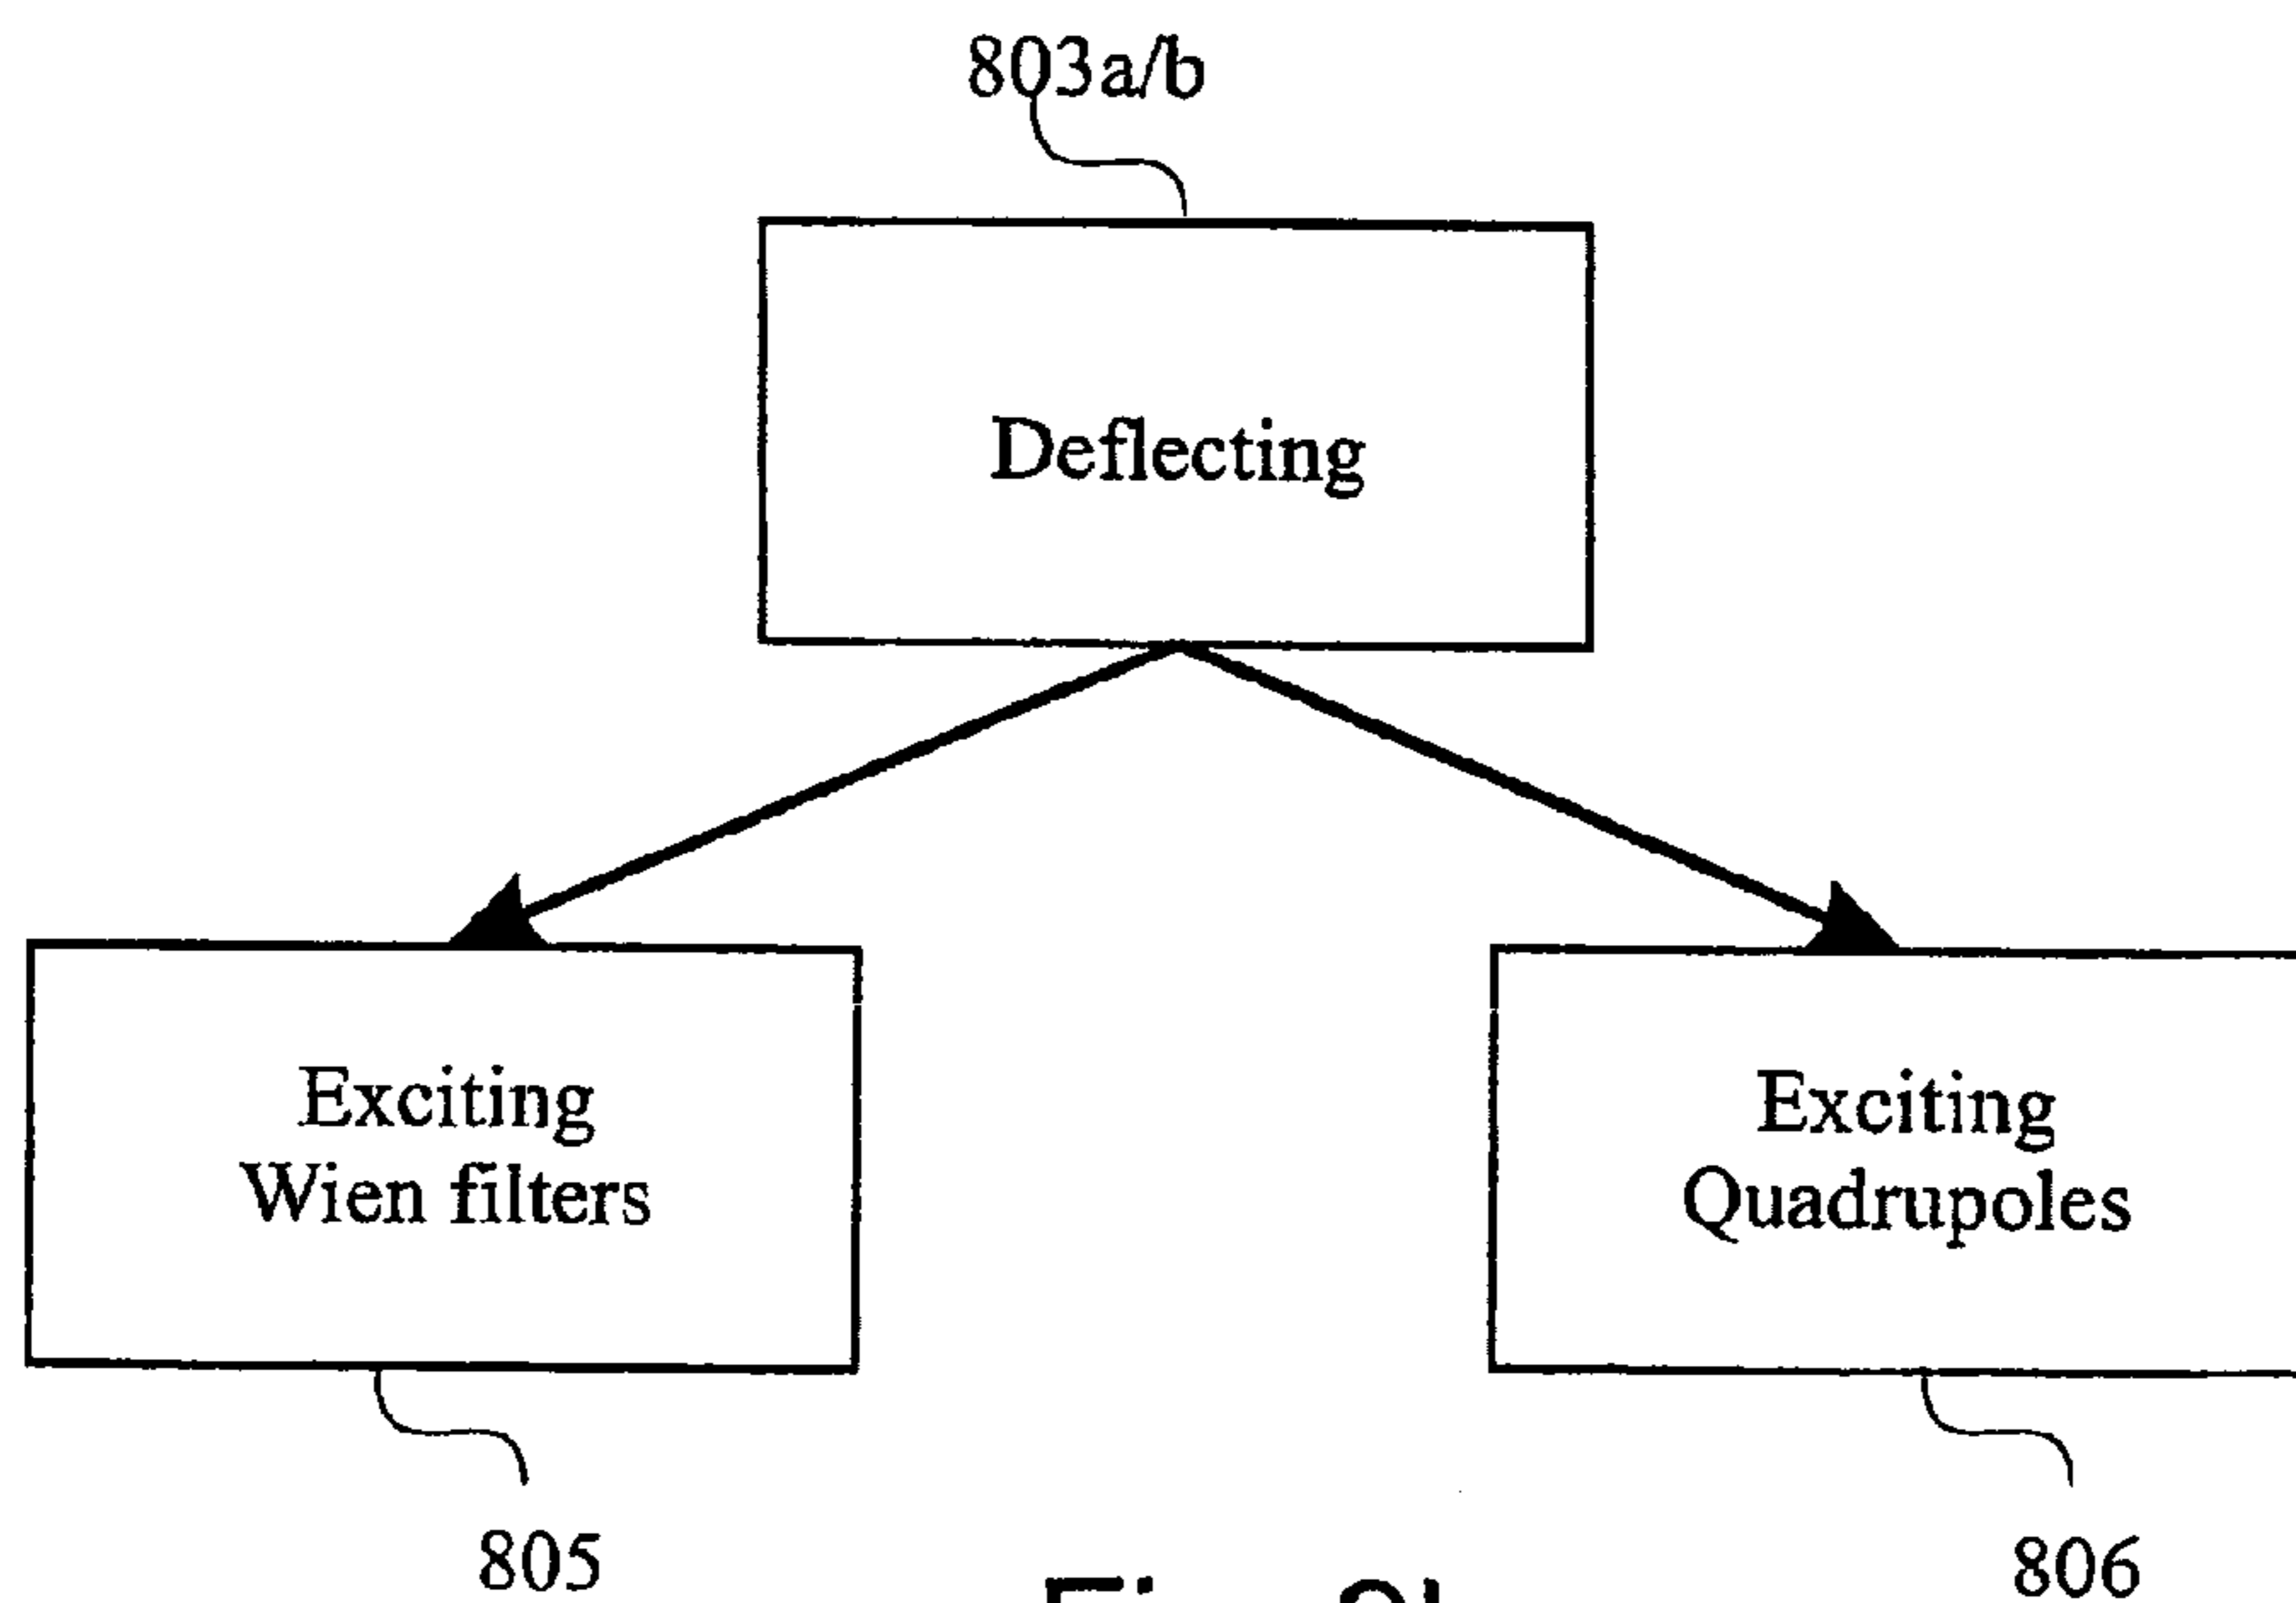 803a/b
Deflecting
Exciting
Wien filters
Exciting
Quadrupoles
805
806